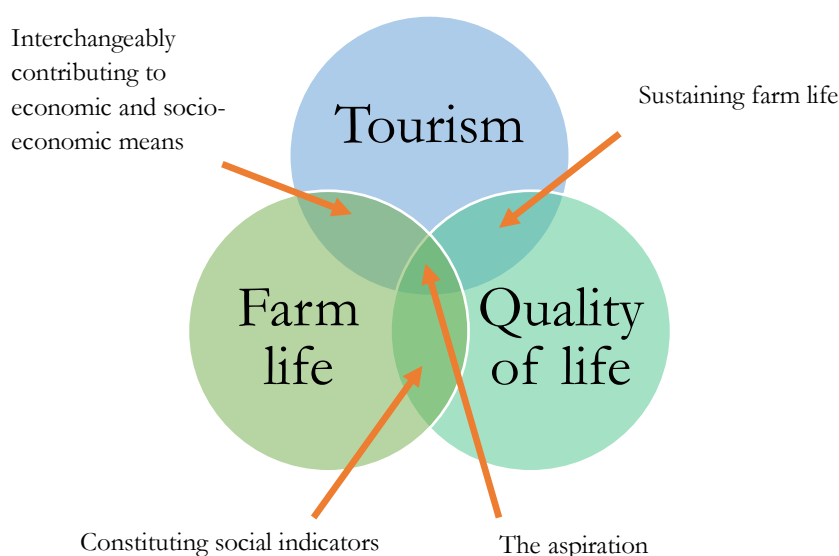 Interchangeably
contributing to
economic and socio-
economic means
Tourism
Sustaining farm life
Farm
life
Quality
of life
Constituting social indicators
The aspiration